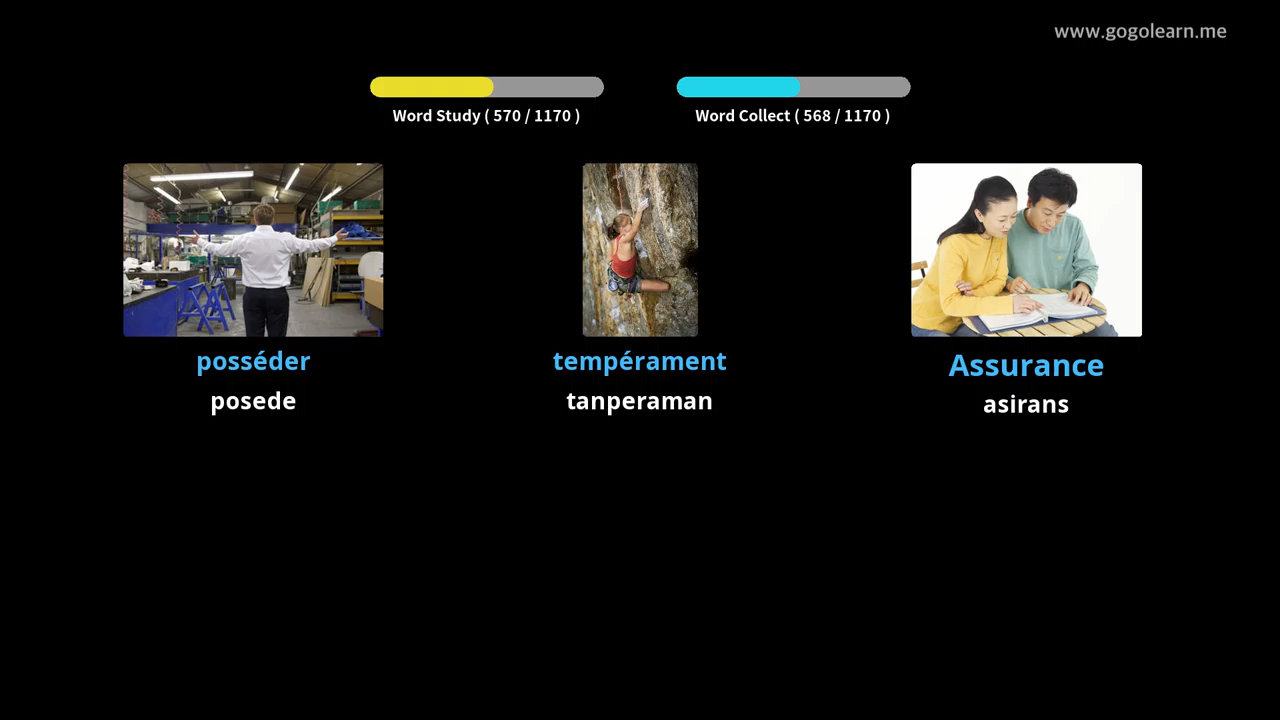 www.gogolearn.me
Word Study ( 570 / 1170 )
Word Collect ( 568 / 1170 )
posséder
posede
tempérament
tanperaman
Assurance
asirans